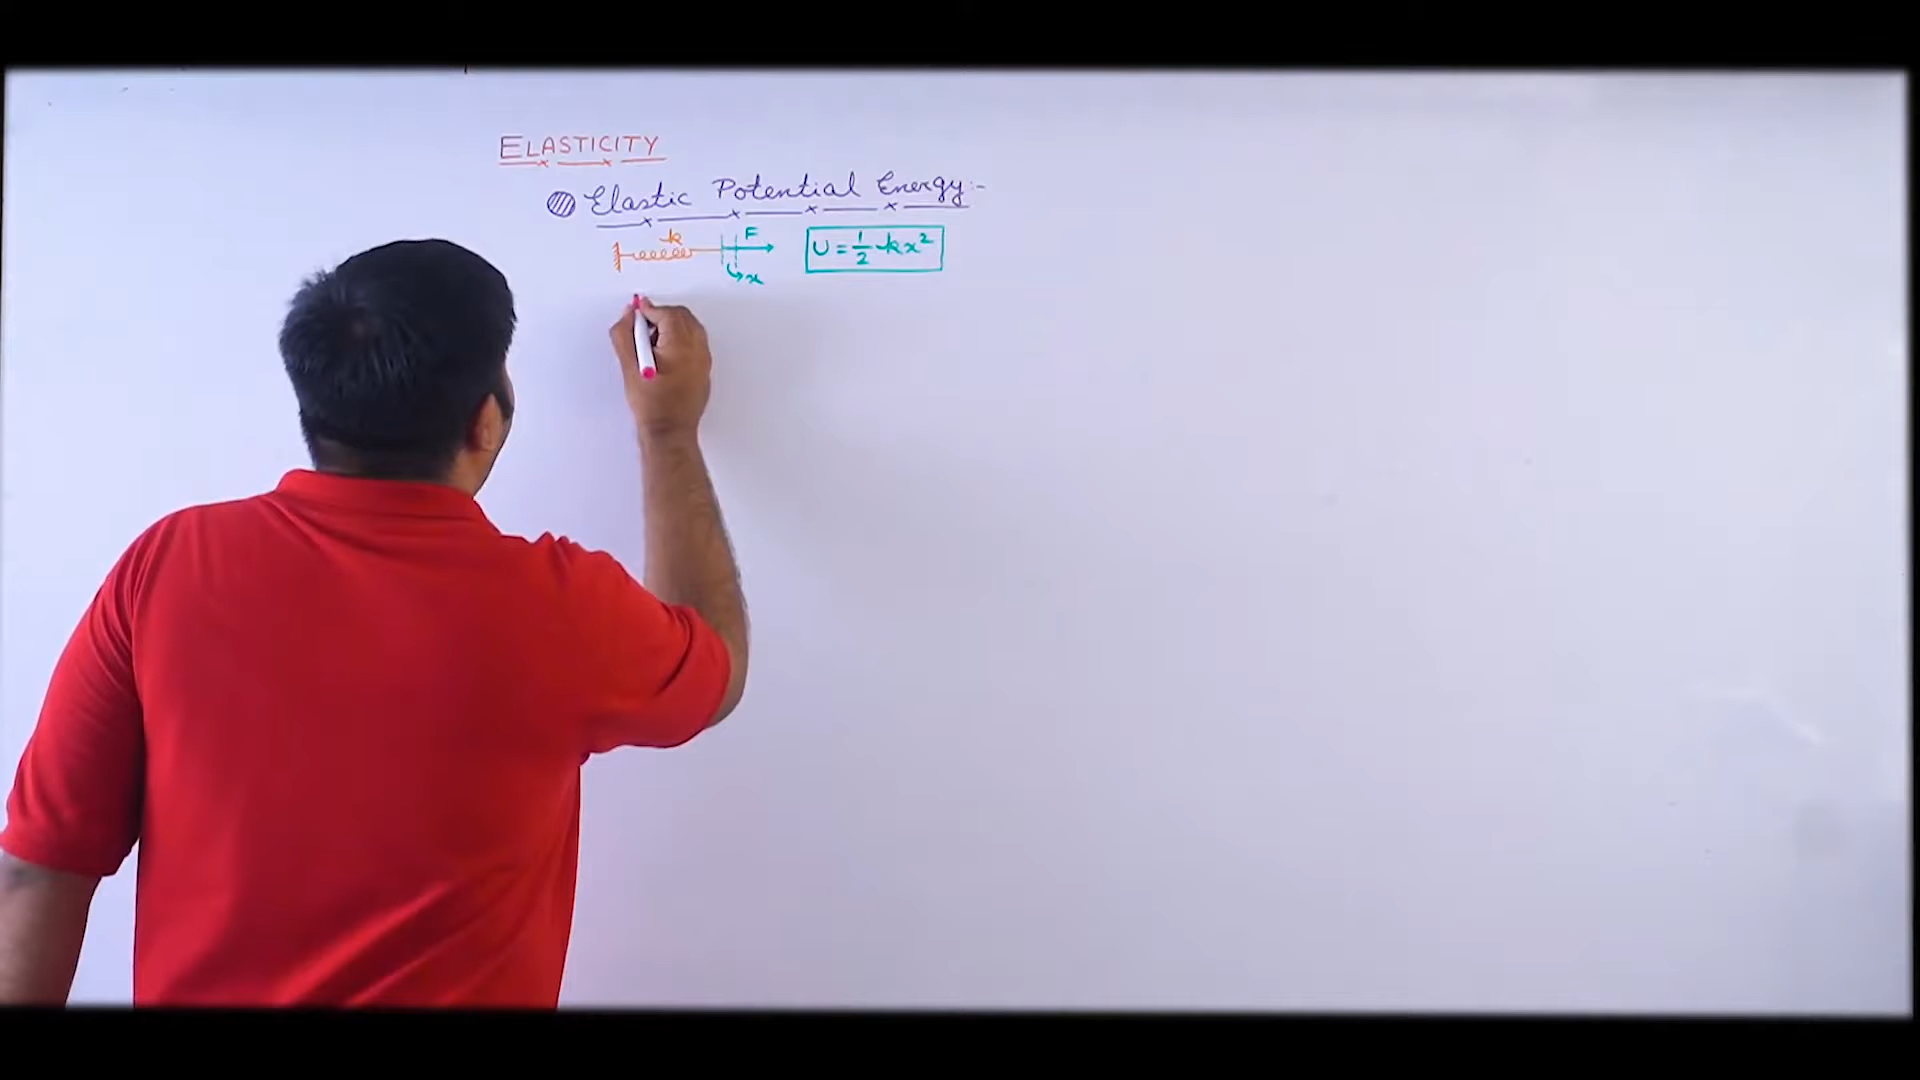 ELASTICITY
Elastic Potential Energy:-
k F U = 1/2 kx²
x